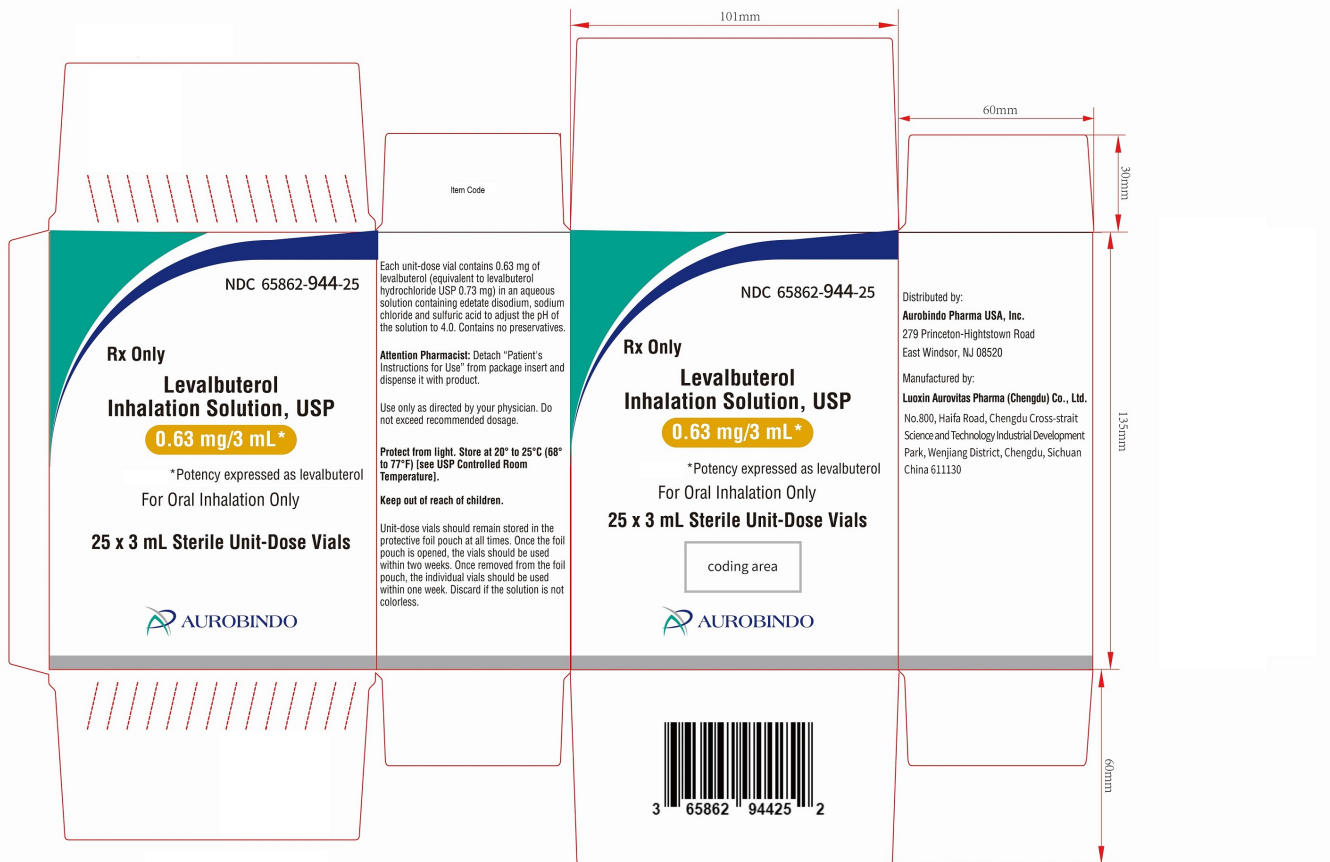 101mm
60mm
30mm
Item Code
NDC 65862-944-25
Rx Only
Levalbuterol
Inhalation Solution, USP
0.63 mg/3 mL*
*Potency expressed as levalbuterol
For Oral Inhalation Only
25 x 3 mL Sterile Unit-Dose Vials
AUROBINDO
Each unit-dose vial contains 0.63 mg of
levalbuterol (equivalent to levalbuterol
hydrochloride USP 0.73 mg) in an aqueous
solution containing edetate disodium, sodium
chloride and sulfuric acid to adjust the pH of
the solution to 4.0. Contains no preservatives.
Attention Pharmacist: Detach “Patient's
Instructions for Use” from package insert and
dispense it with product.
Use only as directed by your physician. Do
not exceed recommended dosage.
Protect from light. Store at 20° to 25°C (68°
to 77°F) [see USP Controlled Room
Temperature].
Keep out of reach of children.
Unit-dose vials should remain stored in the
protective foil pouch at all times. Once the foil
pouch is opened, the vials should be used
within two weeks. Once removed from the foil
pouch, the individual vials should be used
within one week. Discard if the solution is not
colorless.
NDC 65862-944-25
Rx Only
Levalbuterol
Inhalation Solution, USP
0.63 mg/3 mL*
*Potency expressed as levalbuterol
For Oral Inhalation Only
25 x 3 mL Sterile Unit-Dose Vials
coding area
AUROBINDO
Distributed by:
Aurobindo Pharma USA, Inc.
279 Princeton-Hightstown Road
East Windsor, NJ 08520
Manufactured by:
Luoxin Aurovitas Pharma (Chengdu) Co., Ltd.
No.800, Haifa Road, Chengdu Cross-strait
Science and Technology Industrial Development
Park, Wenjiang District, Chengdu, Sichuan
China 611130
135mm
60mm
3 65862 94425 2